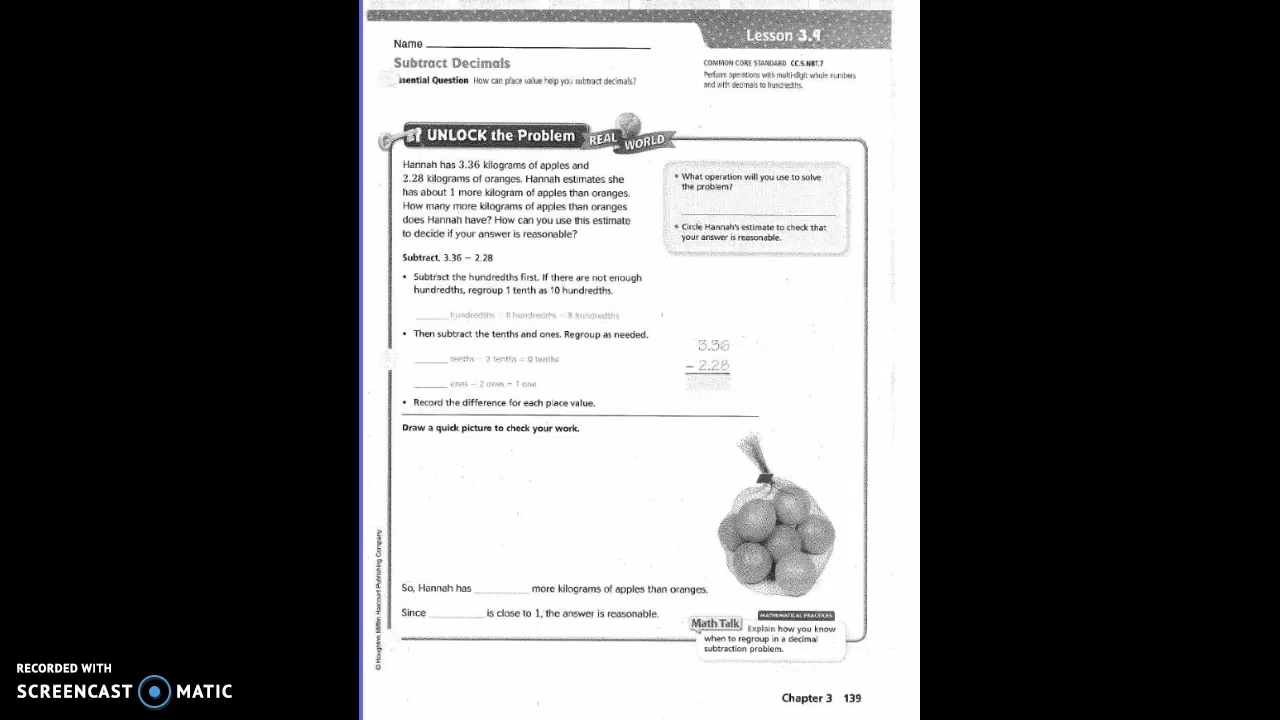 Lesson 3.9
Name
Subtract Decimals
COMMON CORE STANDARD CC.5.NBT.7
Perform operations with multi-digit whole numbers
and with decimals to hundredths.
ssential Question How can place value help you subtract decimals?
UNLOCK the Problem REAL WORLD
Hannah has 3.36 kilograms of apples and
2.28 kilograms of oranges. Hannah estimates she
has about 1 more kilogram of apples than oranges.
How many more kilograms of apples than oranges
does Hannah have? How can you use this estimate
to decide if your answer is reasonable?
• What operation will you use to solve
the problem?
• Circle Hannah's estimate to check that
your answer is reasonable.
Subtract. 3.36 − 2.28
• Subtract the hundredths first. If there are not enough
hundredths, regroup 1 tenth as 10 hundredths.
hundredths − 8 hundredths = 8 hundredths
• Then subtract the tenths and ones. Regroup as needed.
tenths − 2 tenths = 0 tenths
ones − 2 ones = 1 one
• Record the difference for each place value.
3.36
− 2.28
Draw a quick picture to check your work.
So, Hannah has ______ more kilograms of apples than oranges.
Since ______ is close to 1, the answer is reasonable.
Math Talk
MATHEMATICAL PRACTICES
Explain how you know
when to regroup in a decimal
subtraction problem.
© Houghton Mifflin Harcourt Publishing Company
Chapter 3 139
RECORDED WITH
SCREENCAST MATIC